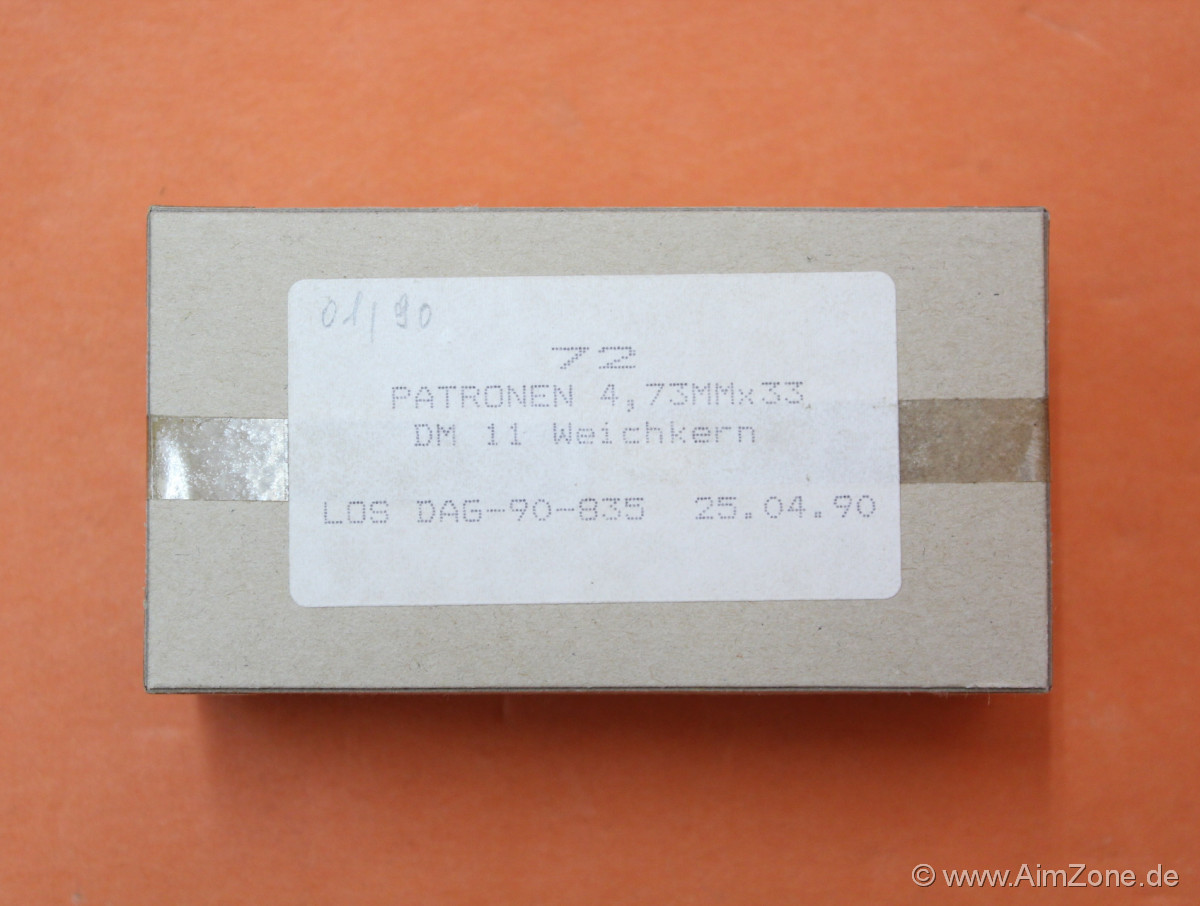 01/90
72
PATRONEN 4,73MMx33
DM 11 Weichkern
LOS DAG-90-835 25.04.90
© www.AimZone.de